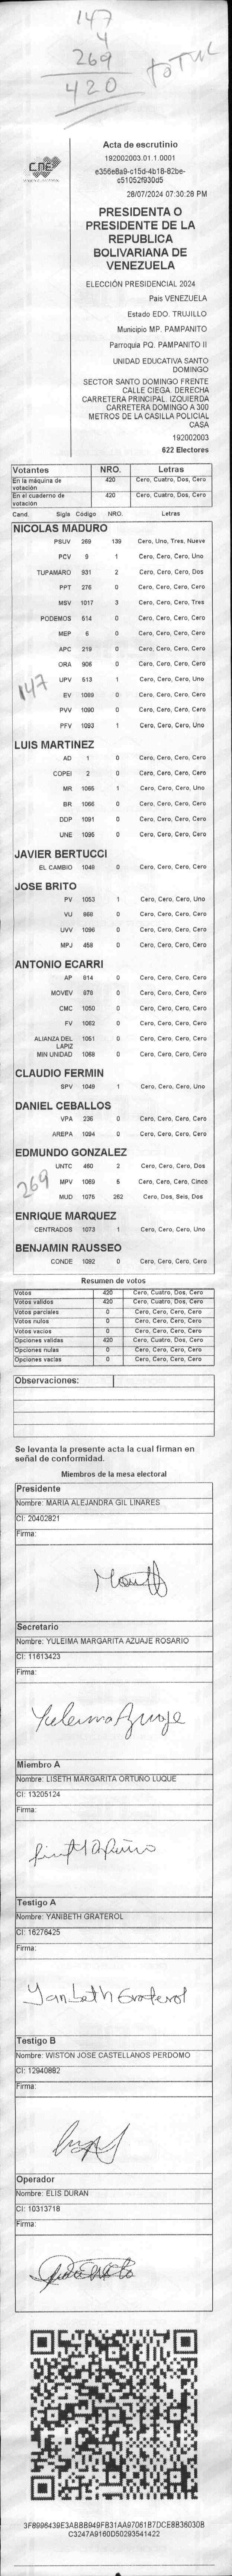 147
4
269
420 TOTAL
CNE
Acta de escrutinio
192002003.01.1.0001
e356e8a9-c15d-4b18-82be-
c51052f930d5
28/07/2024 07:30:28 PM
PRESIDENTA O
PRESIDENTE DE LA
REPUBLICA
BOLIVARIANA DE
VENEZUELA
ELECCIÓN PRESIDENCIAL 2024
Pais VENEZUELA
Estado EDO. TRUJILLO
Municipio MP. PAMPANITO
Parroquia PQ. PAMPANITO II
UNIDAD EDUCATIVA SANTO
DOMINGO
SECTOR SANTO DOMINGO FRENTE
CALLE CIEGA. DERECHA
CARRETERA PRINCIPAL. IZQUIERDA
CARRETERA DOMINGO A 300
METROS DE LA CASILLA POLICIAL
CASA
192002003
622 Electores
Votantes NRO. Letras
En la máquina de votación 420 Cero, Cuatro, Dos, Cero
En el cuaderno de votación 420 Cero, Cuatro, Dos, Cero
Cand. Sigla Código NRO. Letras
NICOLAS MADURO
PSUV 269 139 Cero, Uno, Tres, Nueve
PCV 9 1 Cero, Cero, Cero, Uno
TUPAMARO 931 2 Cero, Cero, Cero, Dos
PPT 276 0 Cero, Cero, Cero, Cero
MSV 1017 3 Cero, Cero, Cero, Tres
PODEMOS 514 0 Cero, Cero, Cero, Cero
MEP 6 0 Cero, Cero, Cero, Cero
APC 219 0 Cero, Cero, Cero, Cero
ORA 906 0 Cero, Cero, Cero, Cero
147
UPV 513 1 Cero, Cero, Cero, Uno
EV 1089 0 Cero, Cero, Cero, Cero
PVV 1090 0 Cero, Cero, Cero, Cero
PFV 1093 1 Cero, Cero, Cero, Uno
LUIS MARTINEZ
AD 1 0 Cero, Cero, Cero, Cero
COPEI 2 0 Cero, Cero, Cero, Cero
MR 1065 1 Cero, Cero, Cero, Uno
BR 1066 0 Cero, Cero, Cero, Cero
DDP 1091 0 Cero, Cero, Cero, Cero
UNE 1095 0 Cero, Cero, Cero, Cero
JAVIER BERTUCCI
EL CAMBIO 1048 0 Cero, Cero, Cero, Cero
JOSE BRITO
PV 1053 1 Cero, Cero, Cero, Uno
VU 668 0 Cero, Cero, Cero, Cero
UVV 1096 0 Cero, Cero, Cero, Cero
MPJ 458 0 Cero, Cero, Cero, Cero
ANTONIO ECARRI
AP 814 0 Cero, Cero, Cero, Cero
MOVEV 878 0 Cero, Cero, Cero, Cero
CMC 1050 0 Cero, Cero, Cero, Cero
FV 1062 0 Cero, Cero, Cero, Cero
ALIANZA DEL LAPIZ 1051 0 Cero, Cero, Cero, Cero
MIN UNIDAD 1068 0 Cero, Cero, Cero, Cero
CLAUDIO FERMIN
SPV 1049 1 Cero, Cero, Cero, Uno
DANIEL CEBALLOS
VPA 236 0 Cero, Cero, Cero, Cero
AREPA 1094 0 Cero, Cero, Cero, Cero
EDMUNDO GONZALEZ
UNTC 460 2 Cero, Cero, Cero, Dos
269
MPV 1069 5 Cero, Cero, Cero, Cinco
MUD 1075 262 Cero, Dos, Seis, Dos
ENRIQUE MARQUEZ
CENTRADOS 1073 1 Cero, Cero, Cero, Uno
BENJAMIN RAUSSEO
CONDE 1092 0 Cero, Cero, Cero, Cero
Resumen de votos
Votos 420 Cero, Cuatro, Dos, Cero
Votos validos 420 Cero, Cuatro, Dos, Cero
Votos parciales 0 Cero, Cero, Cero, Cero
Votos nulos 0 Cero, Cero, Cero, Cero
Votos vacios 0 Cero, Cero, Cero, Cero
Opciones validas 420 Cero, Cuatro, Dos, Cero
Opciones nulas 0 Cero, Cero, Cero, Cero
Opciones vacias 0 Cero, Cero, Cero, Cero
Observaciones:
Se levanta la presente acta la cual firman en
señal de conformidad.
Miembros de la mesa electoral
Presidente
Nombre: MARIA ALEJANDRA GIL LINARES
CI: 20402821
Firma:
Secretario
Nombre: YULEIMA MARGARITA AZUAJE ROSARIO
CI: 11613423
Firma:
Yuleima Azuaje
Miembro A
Nombre: LISETH MARGARITA ORTUÑO LUQUE
CI: 13205124
Firma:
Testigo A
Nombre: YANIBETH GRATEROL
CI: 16276425
Firma:
Yanibeth Graterol
Testigo B
Nombre: WISTON JOSE CASTELLANOS PERDOMO
CI: 12940882
Firma:
Operador
Nombre: ELIS DURAN
CI: 10313718
Firma:
3F8996439E3ABBB949FB31AA97061B7DCE8B36030B
C3247A9160D50293541422